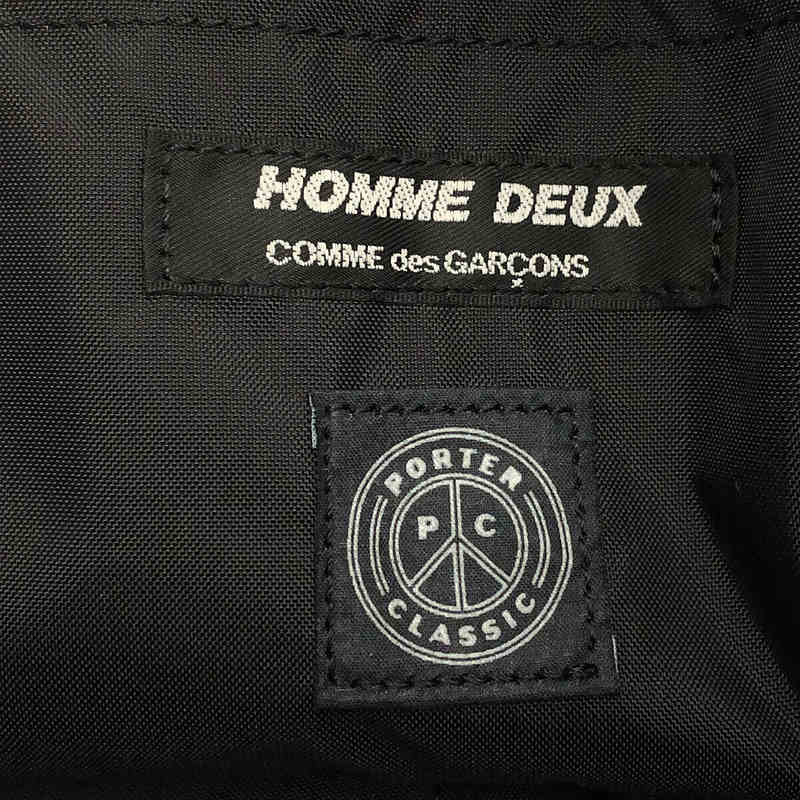 HOMME DEUX
COMME des GARÇONS
PORTER
P C
CLASSIC